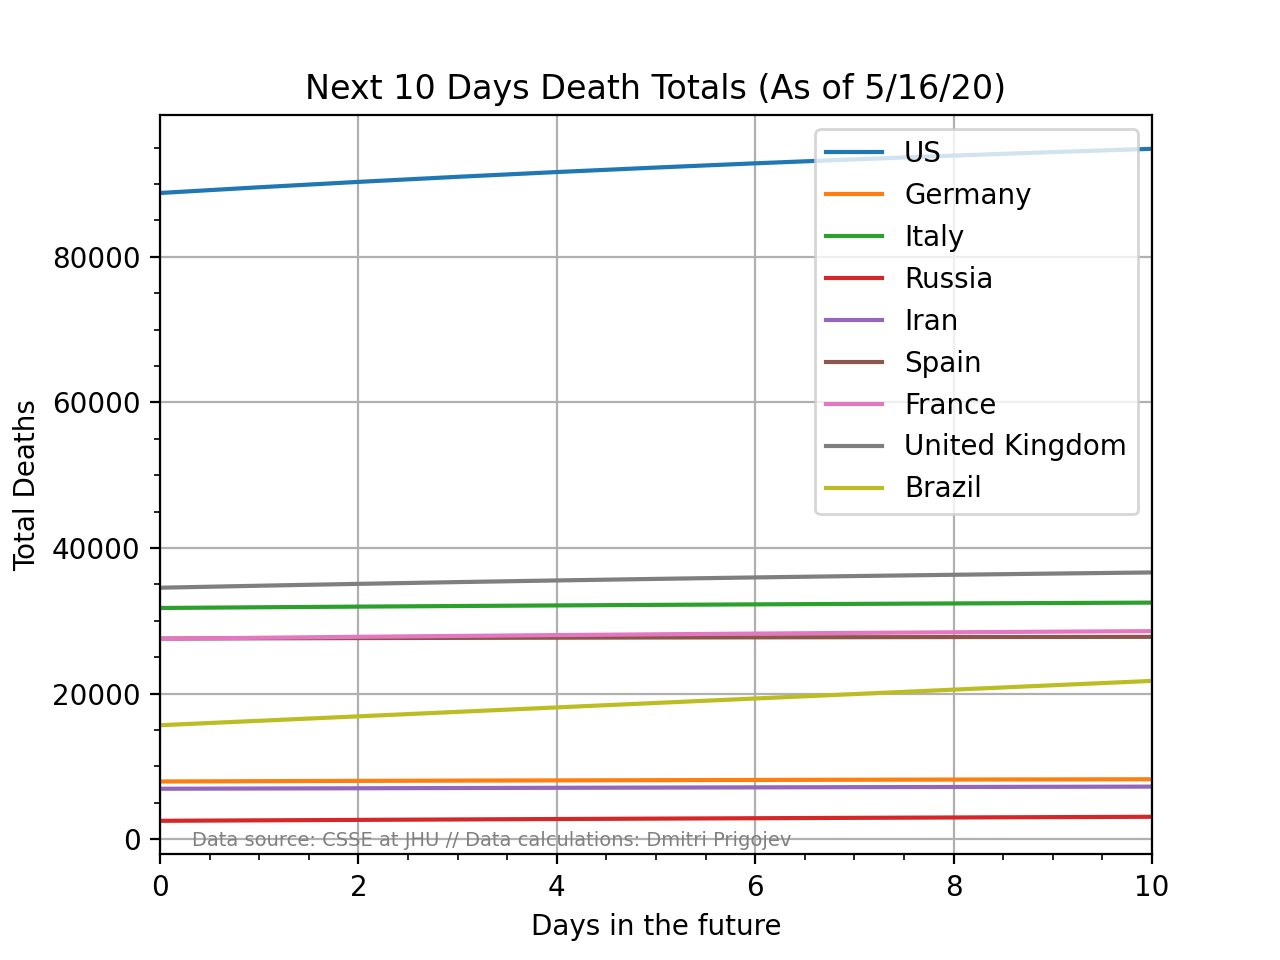 Next 10 Days Death Totals (As of 5/16/20)
US
Germany
Italy
Russia
Iran
Spain
France
United Kingdom
Brazil
Total Deaths
80000
60000
40000
20000
0
Data source: CSSE at JHU // Data calculations: Dmitri Prigojev
0 2 4 6 8 10
Days in the future